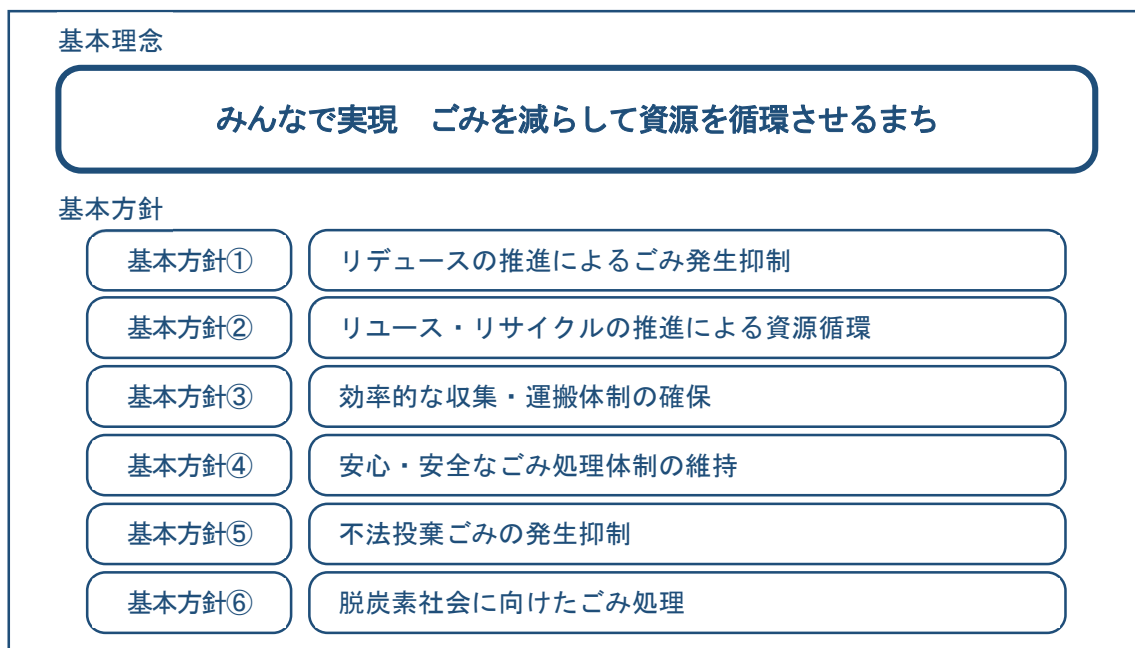 基本理念
みんなで実現　ごみを減らして資源を循環させるまち
基本方針
基本方針①　リデュースの推進によるごみ発生抑制
基本方針②　リユース・リサイクルの推進による資源循環
基本方針③　効率的な収集・運搬体制の確保
基本方針④　安心・安全なごみ処理体制の維持
基本方針⑤　不法投棄ごみの発生抑制
基本方針⑥　脱炭素社会に向けたごみ処理